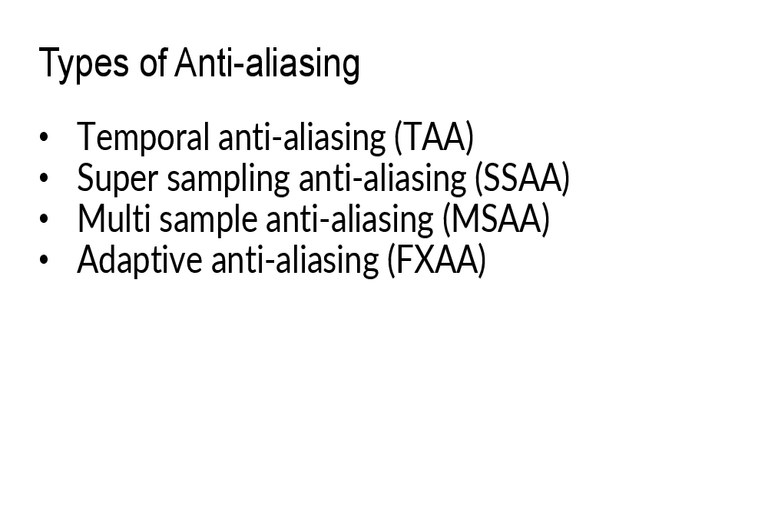 Types of Anti-aliasing
• Temporal anti-aliasing (TAA)
• Super sampling anti-aliasing (SSAA)
• Multi sample anti-aliasing (MSAA)
• Adaptive anti-aliasing (FXAA)